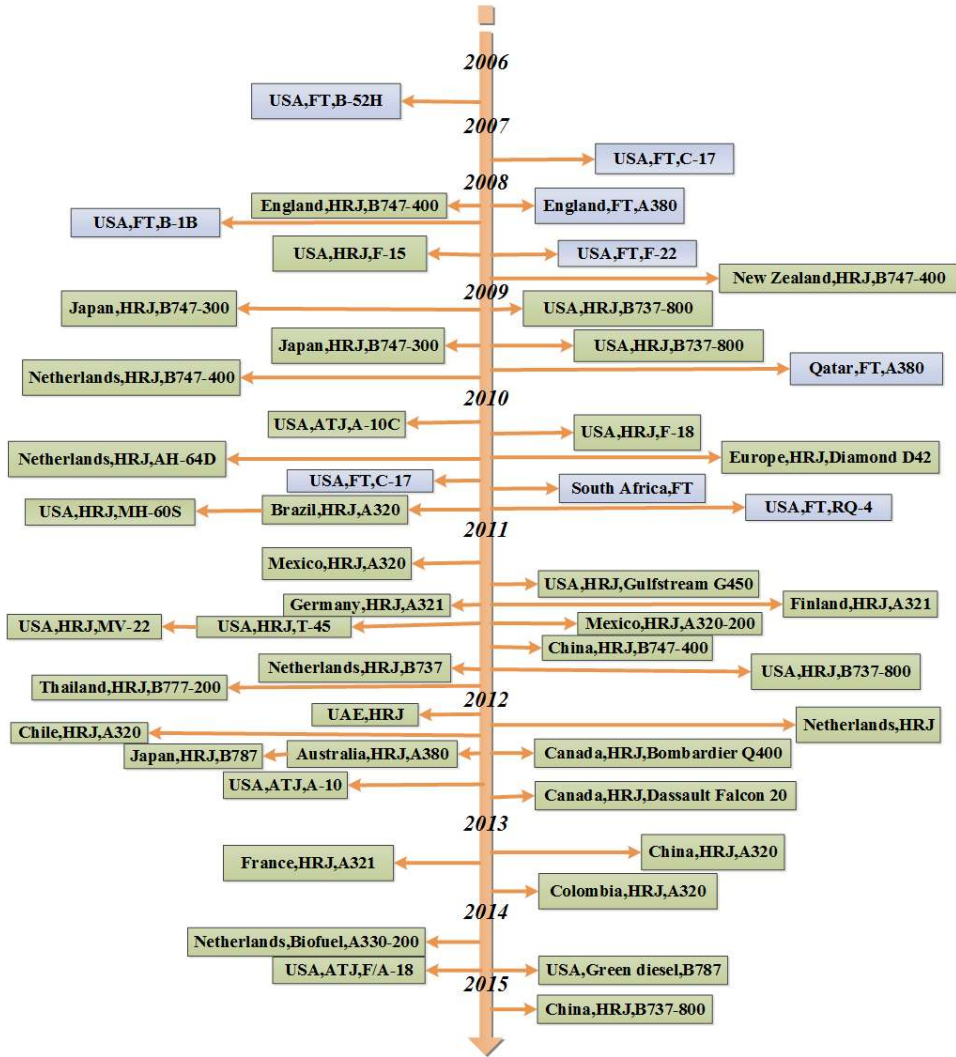 2006
USA,FT,B-52H
2007
USA,FT,C-17
2008
England,HRJ,B747-400
England,FT,A380
USA,FT,B-1B
USA,HRJ,F-15
USA,FT,F-22
New Zealand,HRJ,B747-400
2009
Japan,HRJ,B747-300
USA,HRJ,B737-800
Japan,HRJ,B747-300
USA,HRJ,B737-800
Qatar,FT,A380
Netherlands,HRJ,B747-400
2010
USA,ATJ,A-10C
USA,HRJ,F-18
Netherlands,HRJ,AH-64D
Europe,HRJ,Diamond D42
USA,FT,C-17
South Africa,FT
USA,HRJ,MH-60S
Brazil,HRJ,A320
USA,FT,RQ-4
2011
Mexico,HRJ,A320
USA,HRJ,Gulfstream G450
Germany,HRJ,A321
Finland,HRJ,A321
USA,HRJ,MV-22
USA,HRJ,T-45
Mexico,HRJ,A320-200
China,HRJ,B747-400
Netherlands,HRJ,B737
USA,HRJ,B737-800
Thailand,HRJ,B777-200
2012
UAE,HRJ
Netherlands,HRJ
Chile,HRJ,A320
Japan,HRJ,B787
Australia,HRJ,A380
Canada,HRJ,Bombardier Q400
USA,ATJ,A-10
Canada,HRJ,Dassault Falcon 20
2013
China,HRJ,A320
France,HRJ,A321
Colombia,HRJ,A320
2014
Netherlands,Biofuel,A330-200
USA,ATJ,F/A-18
USA,Green diesel,B787
2015
China,HRJ,B737-800